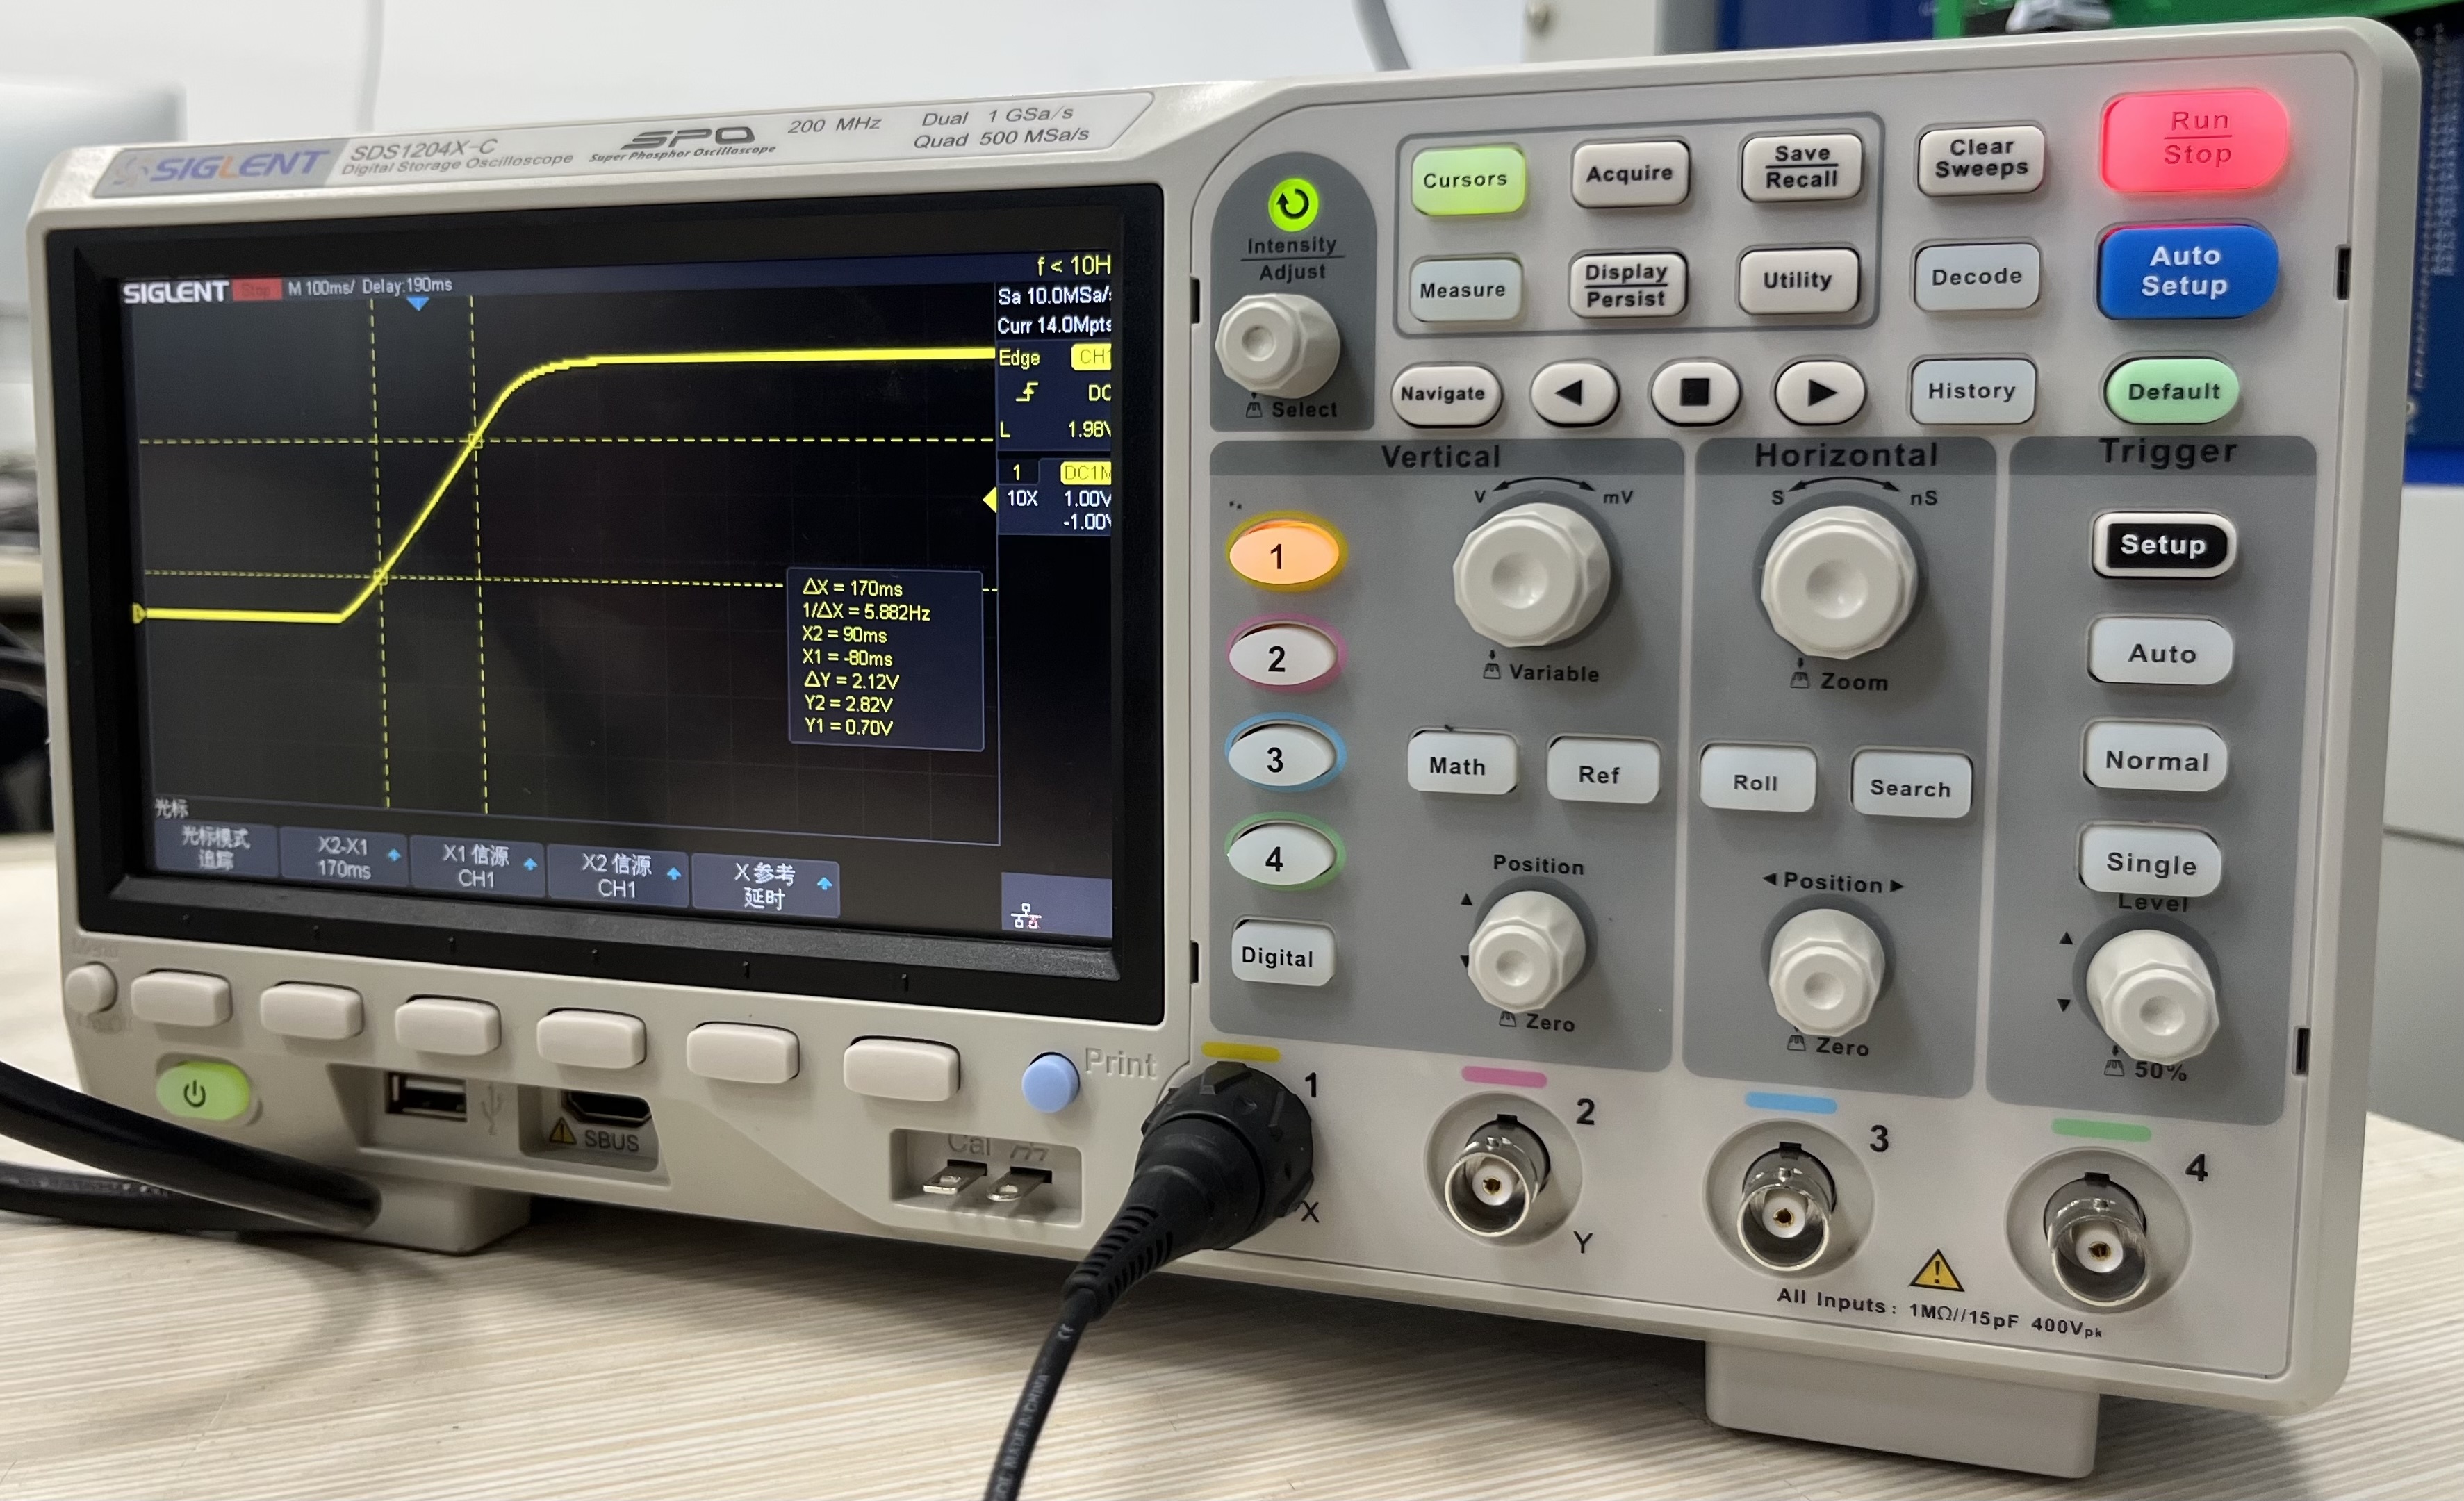 SIGLENT
SDS1204X-C
Digital Storage Oscilloscope
SPO
Super Phosphor Oscilloscope
200 MHz
Dual 1 GSa/s
Quad 500 MSa/s
SIGLENT Stop M 100ms/ Delay:190ms
f < 10H
Sa 10.0MSa/s
Curr 14.0Mpts
Edge CH1
DC
L 1.98V
1 DC1M
10X 1.00V
-1.00V
ΔX = 170ms
1/ΔX = 5.882Hz
X2 = 90ms
X1 = -80ms
ΔY = 2.12V
Y2 = 2.82V
Y1 = 0.70V
光标
光标模式
追踪
X2-X1
170ms
X1 信源
CH1
X2 信源
CH1
X 参考
延时
Print
SBUS
Cal
Intensity
Adjust
Select
Cursors
Acquire
Save
Recall
Clear
Sweeps
Run
Stop
Measure
Display
Persist
Utility
Decode
Auto
Setup
Navigate
History
Default
Vertical
V mV
Variable
1
2
3
4
Digital
Math
Ref
Position
Zero
Horizontal
S nS
Zoom
Roll
Search
Position
Zero
Trigger
Setup
Auto
Normal
Single
Level
50%
1
X
2
Y
3
4
All Inputs: 1MΩ//15pF 400Vpk